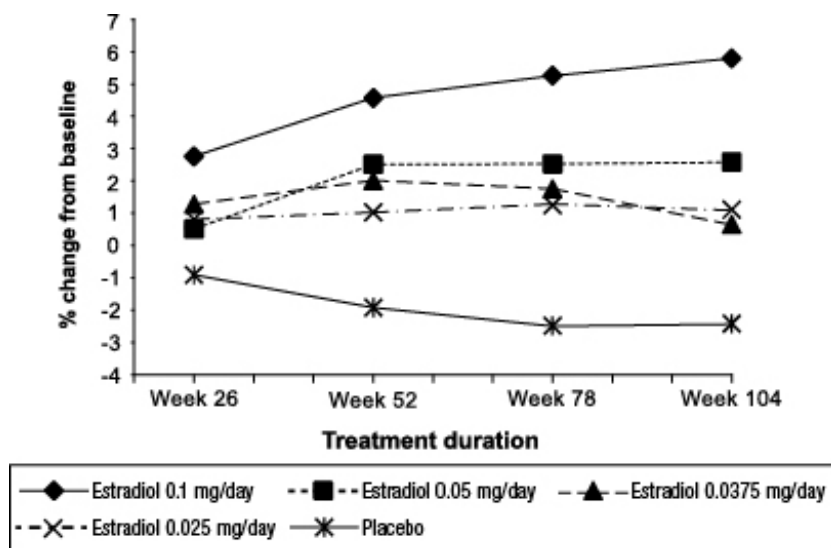 7
6
5
4
3
2
1
0
-1
-2
-3
-4
% change from baseline
Week 26 Week 52 Week 78 Week 104
Treatment duration
Estradiol 0.1 mg/day Estradiol 0.05 mg/day Estradiol 0.0375 mg/day
Estradiol 0.025 mg/day Placebo